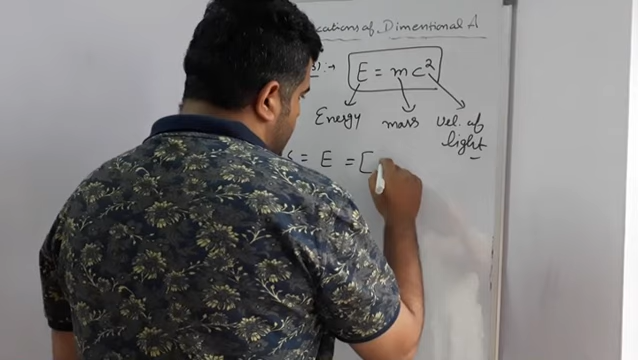 cations of Dimentional A
E = mc²
Energy mass Vel. of
light
S = E = [